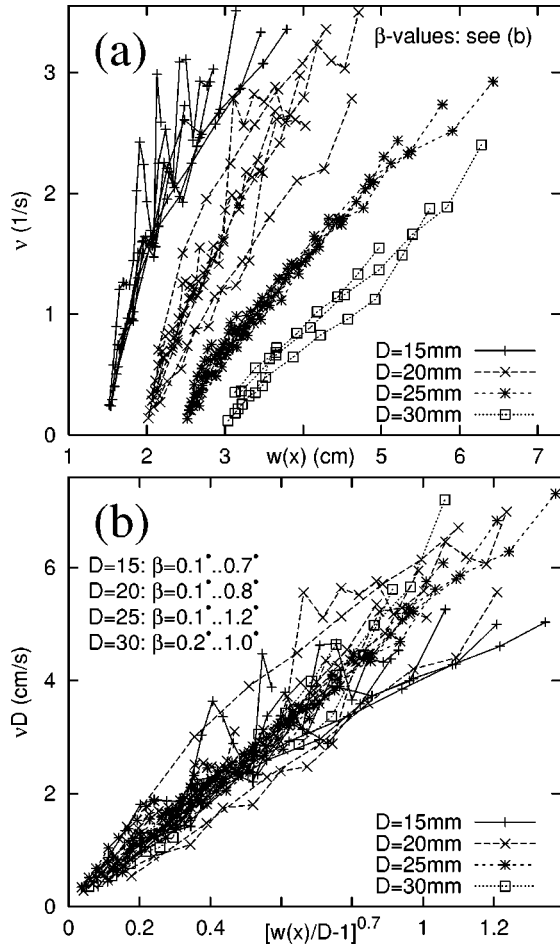 3
2
1
0
ν (1/s)
(a)
β-values: see (b)
D=15mm
D=20mm
D=25mm
D=30mm
1 2 3 4 5 6 7
w(x) (cm)
6
4
2
0
νD (cm/s)
(b)
D=15: β=0.1°..0.7°
D=20: β=0.1°..0.8°
D=25: β=0.1°..1.2°
D=30: β=0.2°..1.0°
D=15mm
D=20mm
D=25mm
D=30mm
0 0.2 0.4 1 1.2
[w(x)/D-1]^0.7